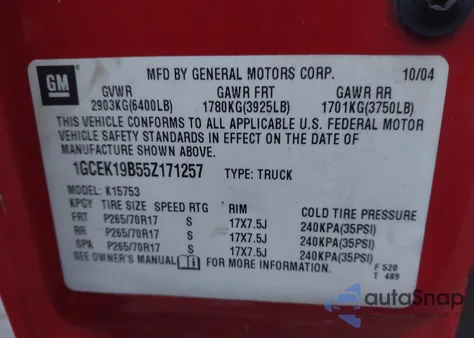 GM
MFD BY GENERAL MOTORS CORP. 10/04
GVWR GAWR FRT GAWR RR
2903KG(6400LB) 1780KG(3925LB) 1701KG(3750LB)
THIS VEHICLE CONFORMS TO ALL APPLICABLE U.S. FEDERAL MOTOR
VEHICLE SAFETY STANDARDS IN EFFECT ON THE DATE OF
MANUFACTURE SHOWN ABOVE.
1GCEK19B55Z171257 TYPE: TRUCK
MODEL: K15753
KPGY TIRE SIZE SPEED RTG RIM COLD TIRE PRESSURE
FRT P265/70R17 S 17X7.5J 240KPA(35PSI)
RR P265/70R17 S 17X7.5J 240KPA(35PSI)
SPA P265/70R17 S 17X7.5J 240KPA(35PSI)
SEE OWNER'S MANUAL FOR MORE INFORMATION.
F 520
T 489
autoSnap